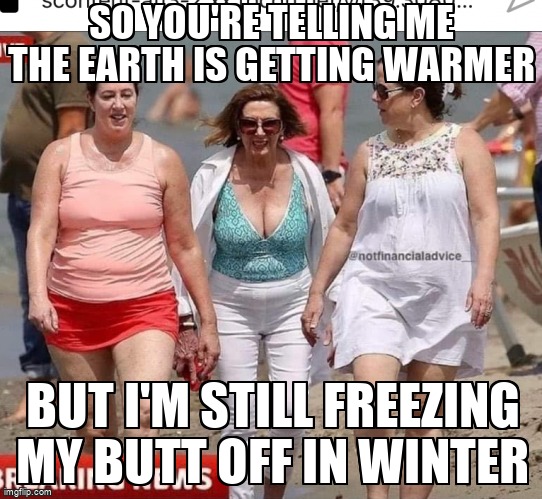 SO YOU'RE TELLING ME
THE EARTH IS GETTING WARMER
@notfinancialadvice_
BUT I'M STILL FREEZING
MY BUTT OFF IN WINTER
imgflip.com